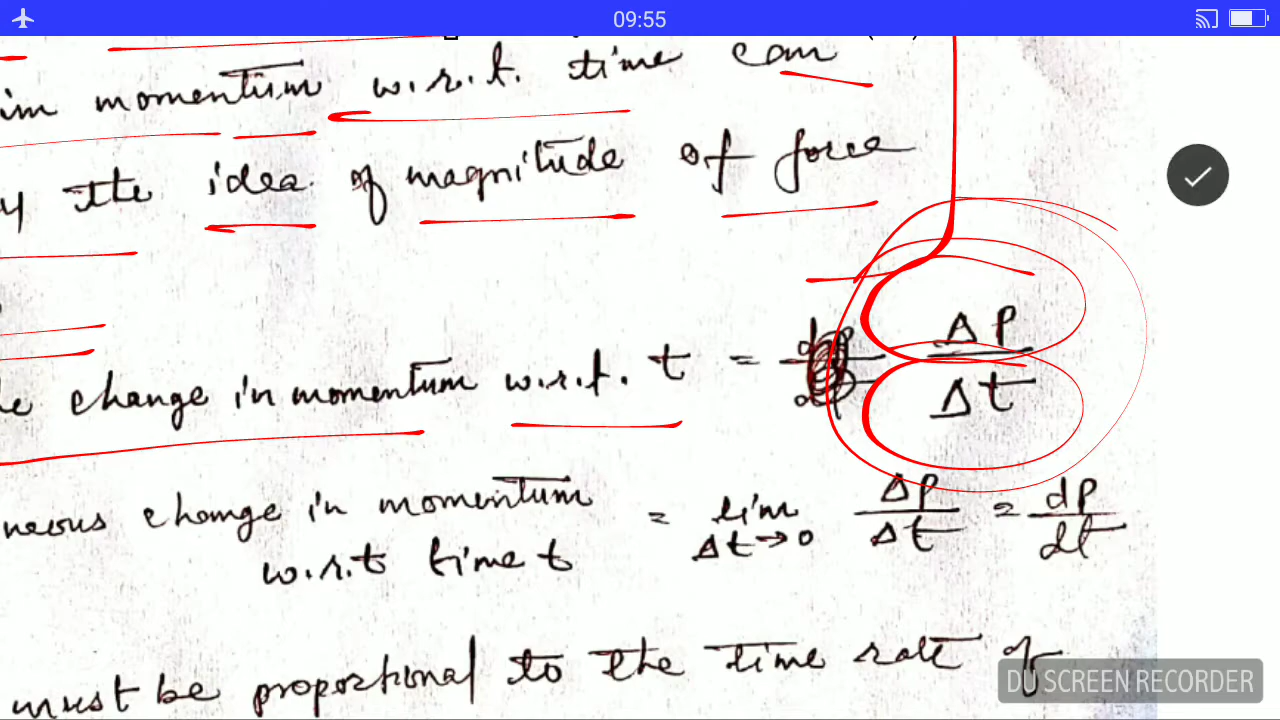 09:55
im momentum w.r.t. time can
y the idea of magnitude of force
change in momentum w.r.t. t = Δp/Δt
neous change in momentum = lim Δt→0 Δp/Δt = dp/dt
w.r.t time t
must be proportional to the time rate of
DU SCREEN RECORDER